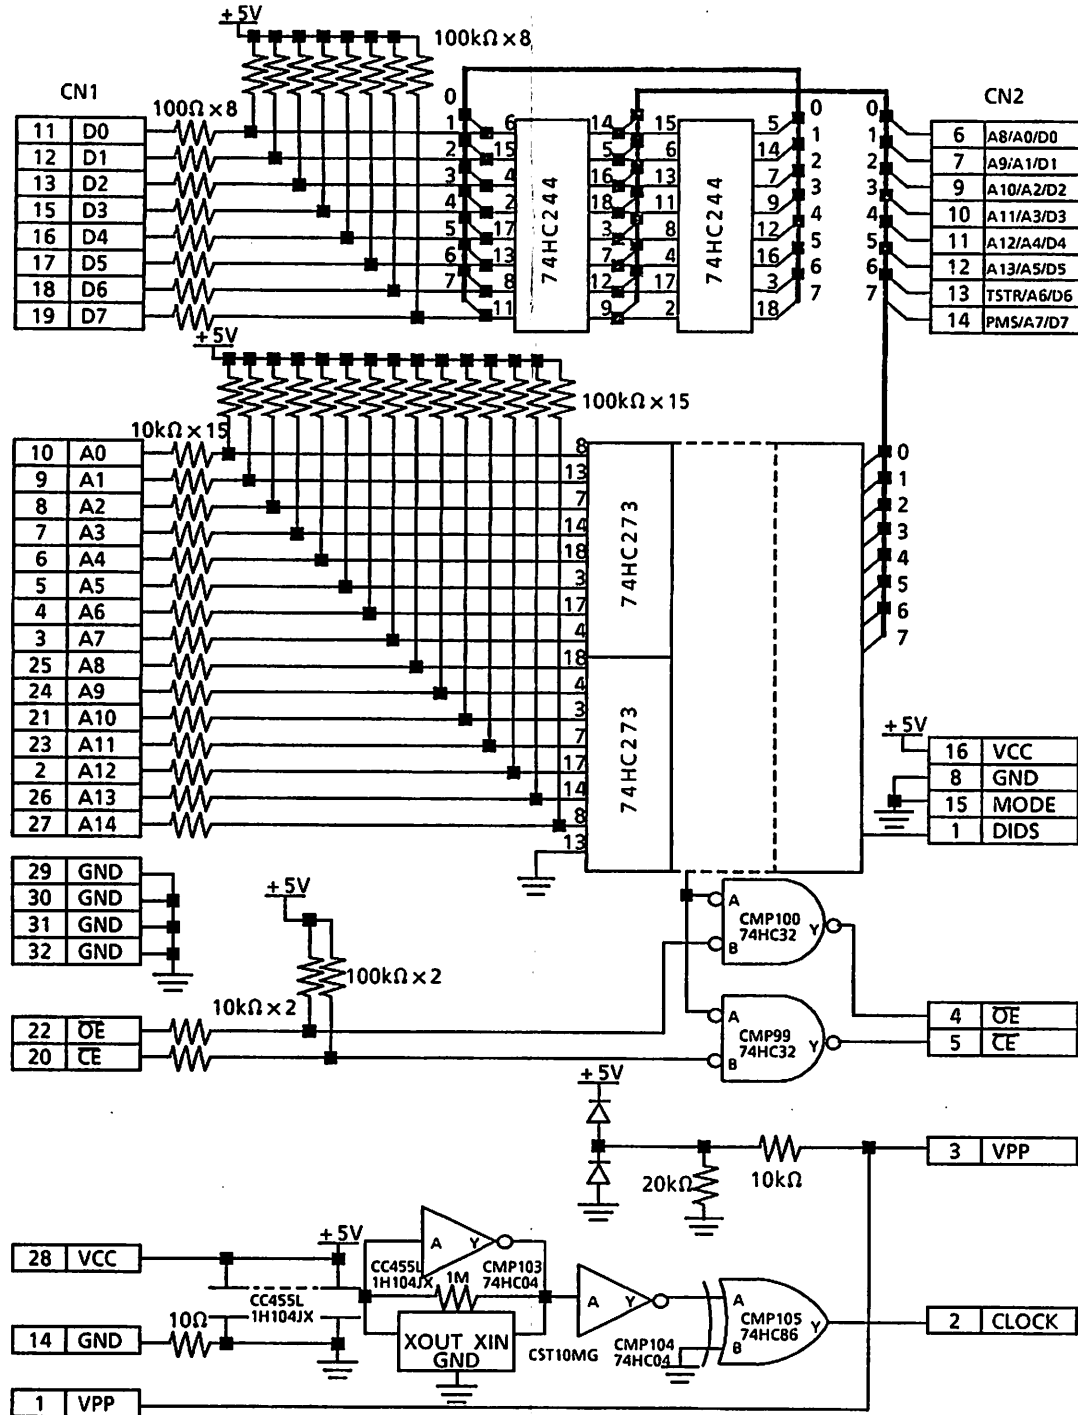 +5V
100kΩ×8
CN1
100Ω×8
CN2
11 D0
12 D1
13 D2
15 D3
16 D4
17 D5
18 D6
19 D7
0
1
2
3
4
5
6
7
6
15
4
2
17
13
8
11
74HC244
14
5
16
18
3
7
12
9
15
6
13
11
8
4
17
2
74HC244
5
14
7
9
12
16
3
18
0
1
2
3
4
5
6
7
0
1
2
3
4
5
6
7
6 A8/A0/D0
7 A9/A1/D1
9 A10/A2/D2
10 A11/A3/D3
11 A12/A4/D4
12 A13/A5/D5
13 TSTR/A6/D6
14 PMS/A7/D7
+5V
100kΩ×15
10kΩ×15
10 A0
9 A1
8 A2
7 A3
6 A4
5 A5
4 A6
3 A7
25 A8
24 A9
21 A10
23 A11
2 A12
26 A13
27 A14
8
13
7
14
18
3
17
4
18
4
3
7
17
14
8
13
74HC273
74HC273
0
1
2
3
4
5
6
7
+5V
16 VCC
8 GND
15 MODE
1 DIDS
29 GND
30 GND
31 GND
32 GND
+5V
100kΩ×2
10kΩ×2
22 OE
20 CE
A
B
CMP100
74HC32
Y
A
B
CMP99
74HC32
Y
4 OE
5 CE
+5V
20kΩ
10kΩ
3 VPP
28 VCC
+5V
CC455L
1H104JX
10Ω
14 GND
A Y
CC455L
1H104JX
CMP103
74HC04
1M
XOUT XIN
GND
CST10MG
A Y
CMP104
74HC04
A
B
CMP105
74HC86
Y
2 CLOCK
1 VPP